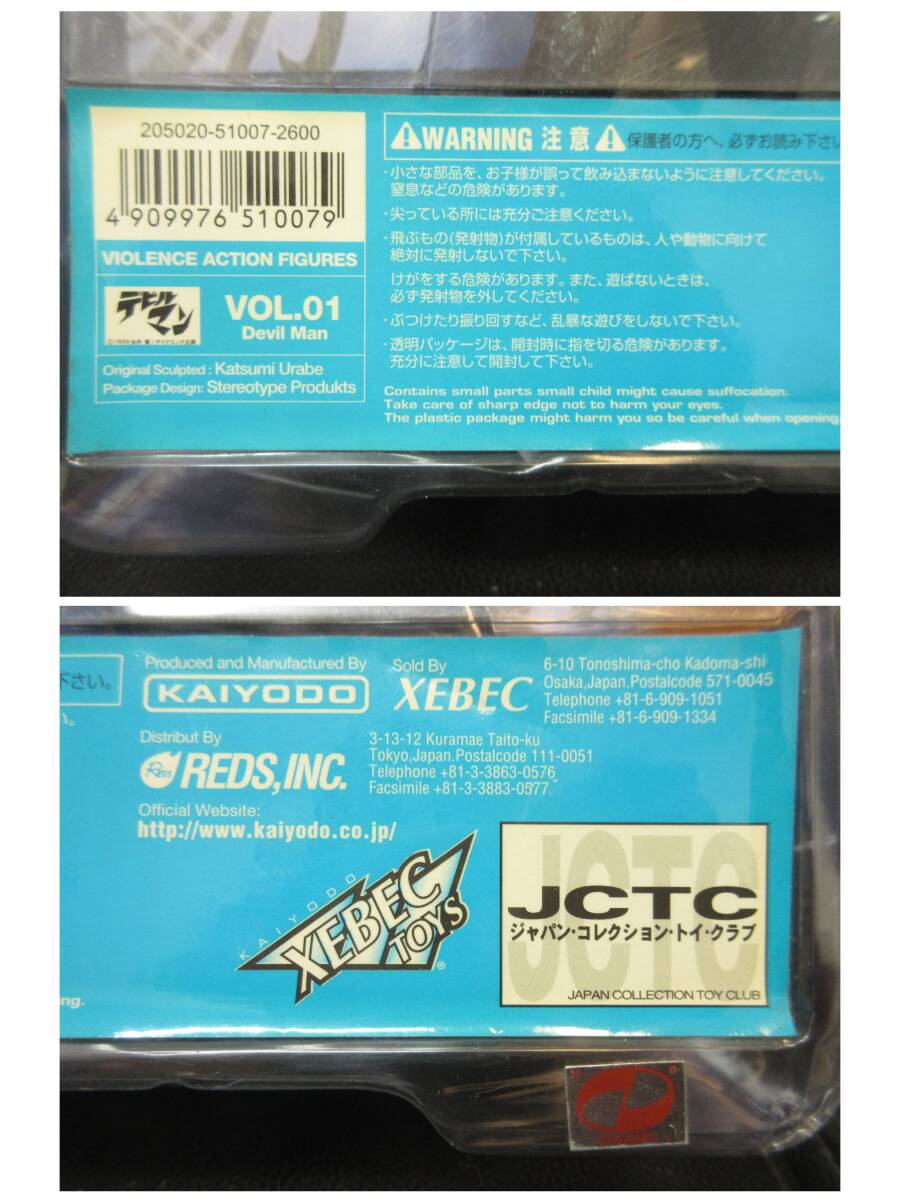 205020-51007-2600
4 909976 510079
VIOLENCE ACTION FIGURES
デビルマン
VOL.01
Devil Man
Original Sculpted : Katsumi Urabe
Package Design: Stereotype Produkts
WARNING 注意 保護者の方へ、必ずお読み下さい
・小さな部品を、お子様が誤って飲み込まないように注意してください。
窒息などの危険があります。
・尖っている所には充分ご注意ください。
・飛ぶもの(発射物)が付属しているものは、人や動物に向けて
絶対に発射しないで下さい。
けがをする危険があります。また、遊ばないときは、
必ず発射物を外してください。
・ぶつけたり振り回すなど、乱暴な遊びをしないで下さい。
・透明パッケージは、開封時に指を切る危険があります。
充分に注意して開封して下さい。
Contains small parts small child might cause suffocation.
Take care of sharp edge not to harm your eyes.
The plastic package might harm you so be careful when opening.
下さい。
い。
ng.
Produced and Manufactured By
KAIYODO
Sold By
XEBEC
6-10 Tonoshima-cho Kadoma-shi
Osaka,Japan.Postalcode 571-0045
Telephone +81-6-909-1051
Facsimile +81-6-909-1334
Distribut By
Reds
REDS,INC.
3-13-12 Kuramae Taito-ku
Tokyo,Japan.Postalcode 111-0051
Telephone +81-3-3863-0576
Facsimile +81-3-3883-0577
Official Website:
http://www.kaiyodo.co.jp/
KAIYODO
XEBEC
TOYS
®
JCTC
JCTC
ジャパン・コレクション・トイ・クラブ
JAPAN COLLECTION TOY CLUB